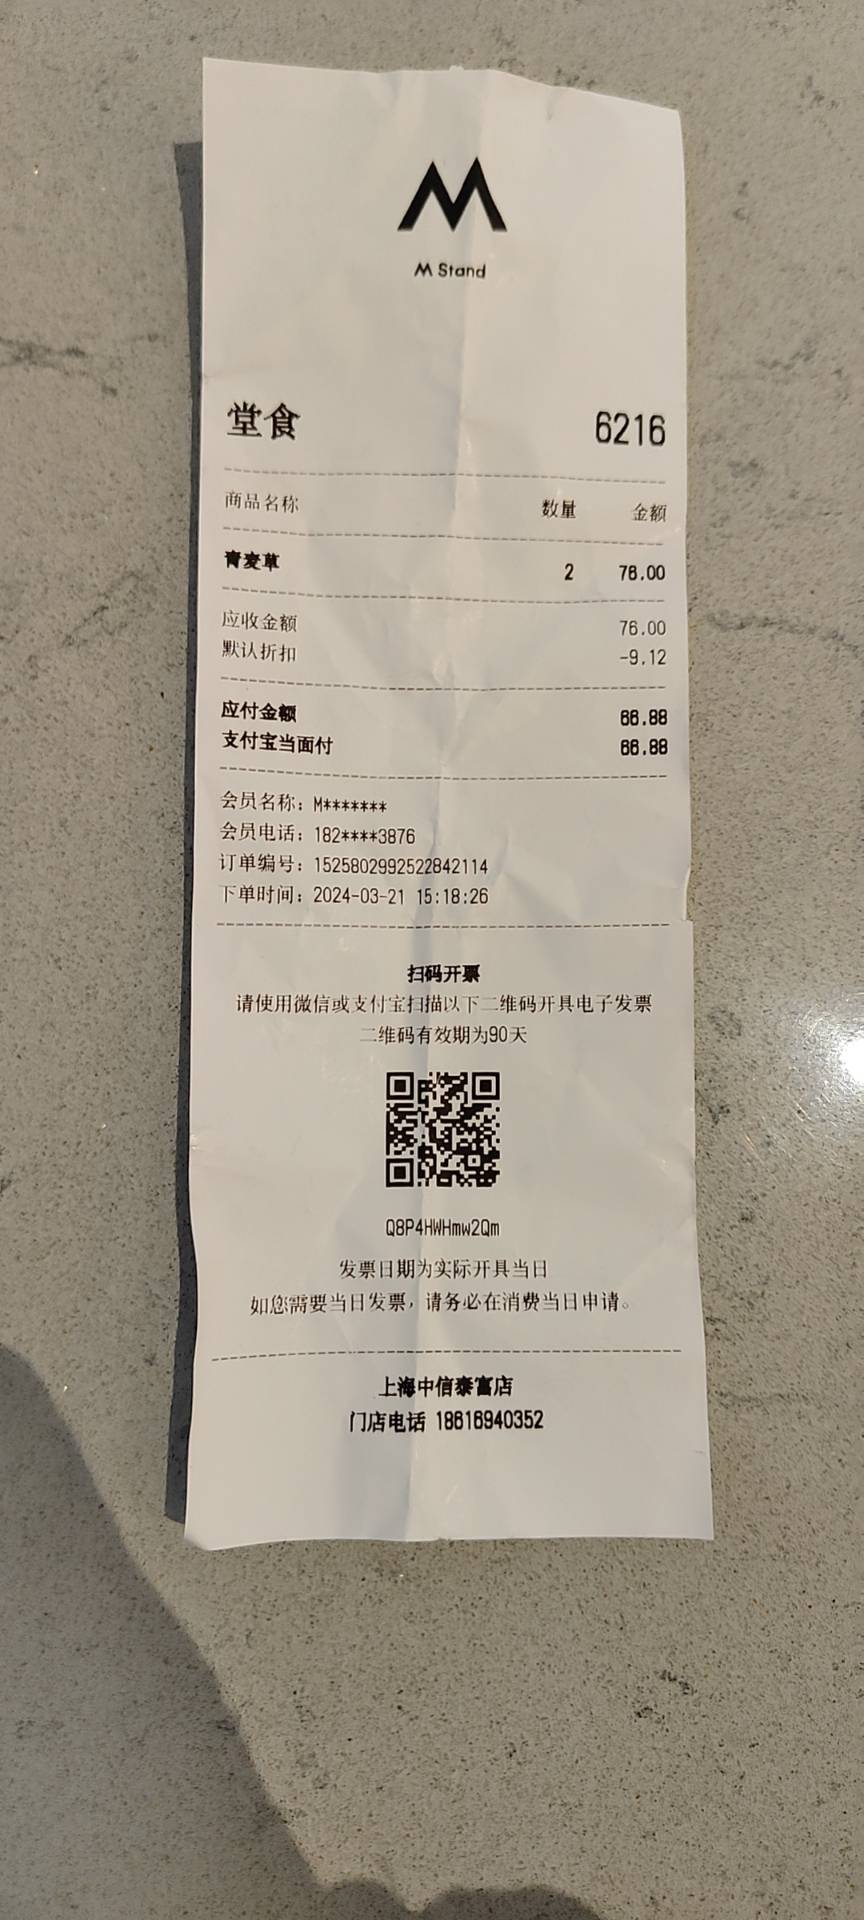 M Stand
堂食 6216
商品名称 数量 金额
青麦草 2 76.00
应收金额 76.00
默认折扣 -9.12
应付金额 66.88
支付宝当面付 66.88
会员名称：M*******
会员电话：182****3876
订单编号：1525802992522842114
下单时间：2024-03-21 15:18:26
扫码开票
请使用微信或支付宝扫描以下二维码开具电子发票
二维码有效期为90天
Q8P4HWHmw2Qm
发票日期为实际开具当日
如您需要当日发票，请务必在消费当日申请。
上海中信泰富店
门店电话 18616940352